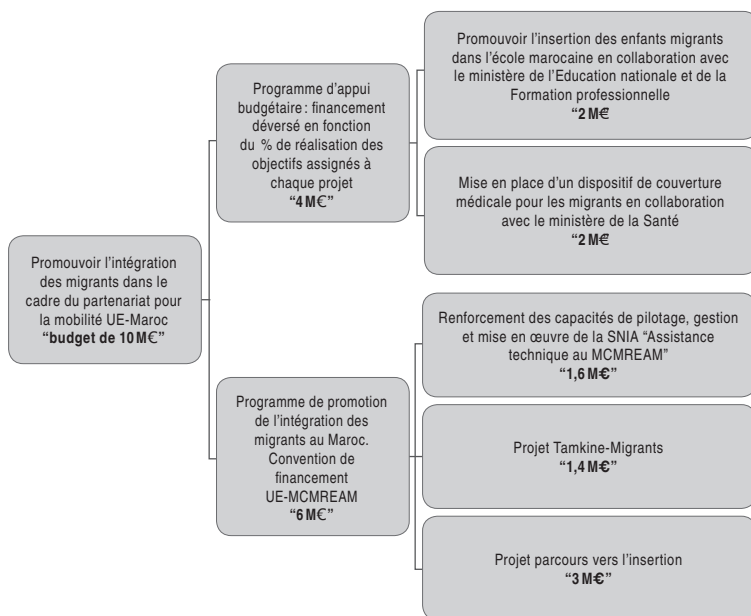 Promouvoir l’intégration
des migrants dans le
cadre du partenariat pour
la mobilité UE-Maroc
“budget de 10 M€”
Programme d’appui
budgétaire : financement
déversé en fonction
du % de réalisation des
objectifs assignés à
chaque projet
“4 M€”
Promouvoir l’insertion des enfants migrants
dans l’école marocaine en collaboration avec
le ministère de l’Education nationale et de la
Formation professionnelle
“2 M€
Mise en place d’un dispositif de couverture
médicale pour les migrants en collaboration
avec le ministère de la Santé
“2 M€
Programme de promotion
de l’intégration des
migrants au Maroc.
Convention de
financement
UE-MCMREAM
“6 M€”
Renforcement des capacités de pilotage, gestion
et mise en œuvre de la SNIA “Assistance
technique au MCMREAM”
“1,6 M€”
Projet Tamkine-Migrants
“1,4 M€”
Projet parcours vers l’insertion
“3 M€”